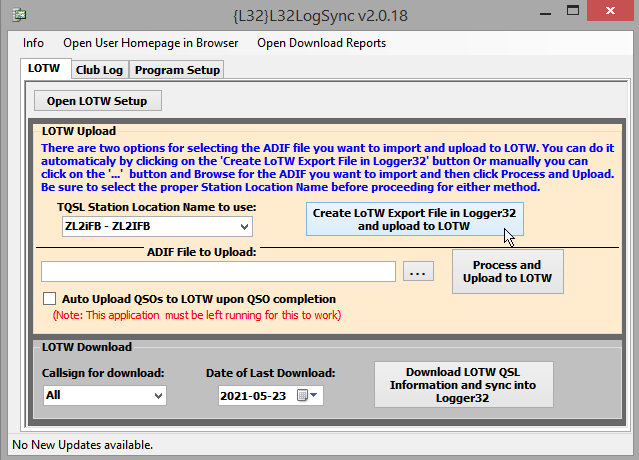 {L32}L32LogSync v2.0.18
Info Open User Homepage in Browser Open Download Reports
LOTW Club Log Program Setup
Open LOTW Setup
LOTW Upload
There are two options for selecting the ADIF file you want to import and upload to LOTW. You can do it
automaticaly by clicking on the 'Create LoTW Export File in Logger32' button Or manually you can
click on the '...' button and Browse for the ADIF you want to import and then click Process and Upload.
Be sure to select the proper Station Location Name before proceeding for either method.
TQSL Station Location Name to use:
ZL2iFB - ZL2IFB
Create LoTW Export File in Logger32
and upload to LOTW
ADIF File to Upload:
...
Process and
Upload to LOTW
Auto Upload QSOs to LOTW upon QSO completion
(Note: This application must be left running for this to work)
LOTW Download
Callsign for download:
All
Date of Last Download:
2021-05-23
Download LOTW QSL
Information and sync into
Logger32
No New Updates available.